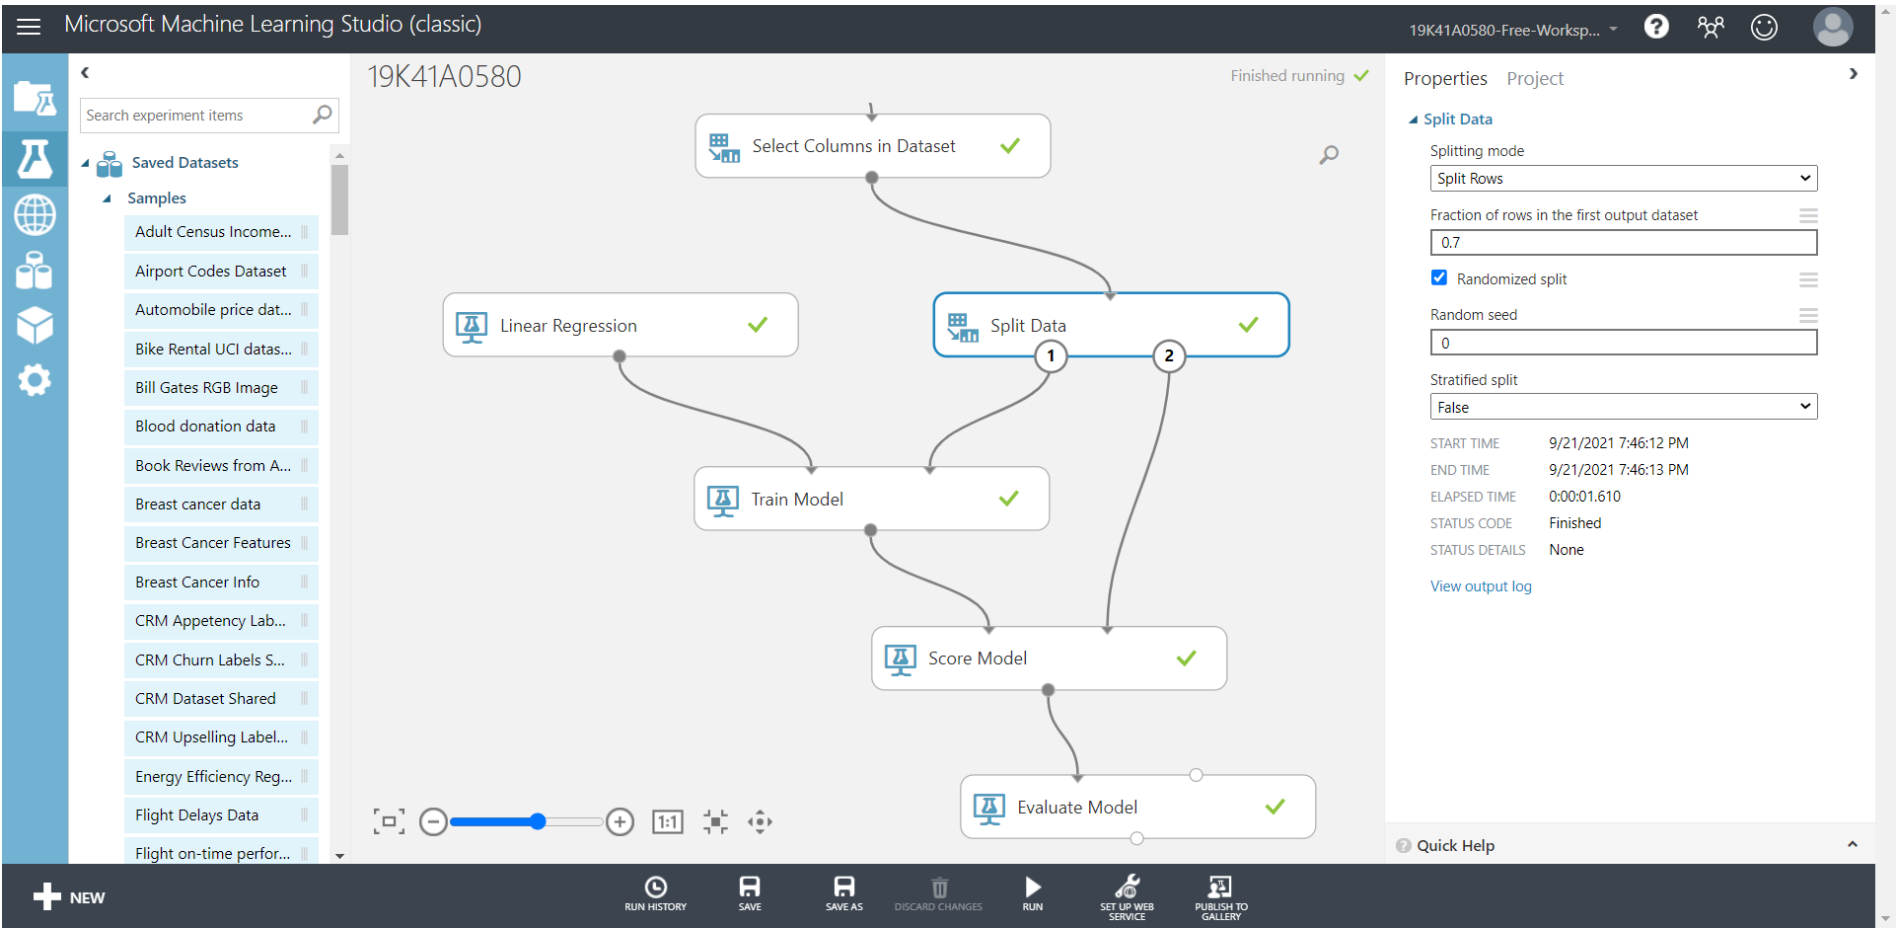 Microsoft Machine Learning Studio (classic)
19K41A0580-Free-Worksp...
?
Search experiment items
Saved Datasets
Samples
Adult Census Income...
Airport Codes Dataset
Automobile price dat...
Bike Rental UCI datas...
Bill Gates RGB Image
Blood donation data
Book Reviews from A...
Breast cancer data
Breast Cancer Features
Breast Cancer Info
CRM Appetency Lab...
CRM Churn Labels S...
CRM Dataset Shared
CRM Upselling Label...
Energy Efficiency Reg...
Flight Delays Data
Flight on-time perfor...
19K41A0580
Finished running
Select Columns in Dataset
Linear Regression
Split Data
1
2
Train Model
Score Model
Evaluate Model
1:1
Properties Project
Split Data
Splitting mode
Split Rows
Fraction of rows in the first output dataset
0.7
Randomized split
Random seed
0
Stratified split
False
START TIME 9/21/2021 7:46:12 PM
END TIME 9/21/2021 7:46:13 PM
ELAPSED TIME 0:00:01.610
STATUS CODE Finished
STATUS DETAILS None
View output log
? Quick Help
NEW
RUN HISTORY
SAVE
SAVE AS
DISCARD CHANGES
RUN
SET UP WEB
SERVICE
PUBLISH TO
GALLERY